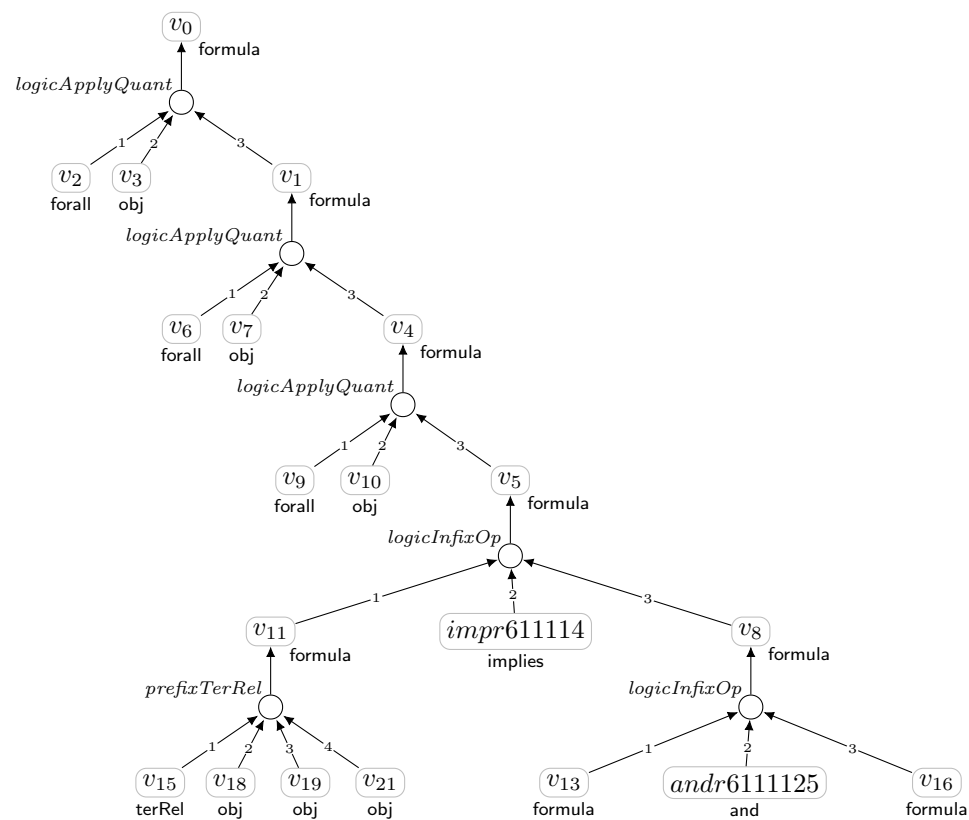 v0
formula
logicApplyQuant
1 2 3
v2 v3 v1
forall obj formula
logicApplyQuant
1 2 3
v6 v7 v4
forall obj formula
logicApplyQuant
1 2 3
v9 v10 v5
forall obj formula
logicInfixOp
1 2 3
v11 impr611114 v8
formula implies formula
prefixTerRel logicInfixOp
1 2 3 4 1 2 3
v15 v18 v19 v21 v13 andr6111125 v16
terRel obj obj obj formula and formula